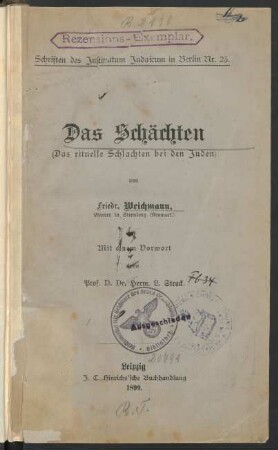 Rezensions-Exemplar.
Schriften des Institutum Judaicum in Berlin Nr. 25.
Das Schächten
(Das rituelle Schlachten bei den Juden)
von
Friedr. Weichmann,
Mit einem Vorwort
von
Prof. D. Dr. Herm. L. Strack.
Ausgeschieden
Leipzig
J. C. Hinrichs'sche Buchhandlung
1899.